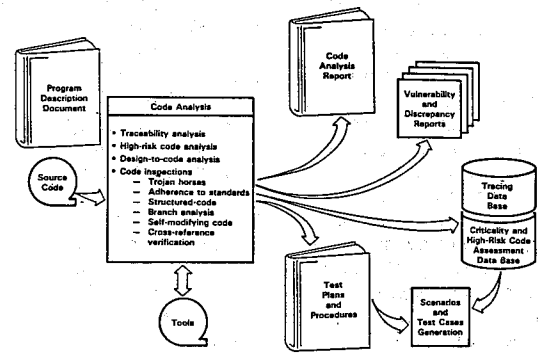 Program
Description
Document
Source
Code
Code Analysis
• Traceability analysis
• High-risk code analysis
• Design-to-code analysis
• Code inspections
— Trojan horses
— Adherence to standards
— Structured-code
— Branch analysis
— Self-modifying code
— Cross-reference
verification
Tools
Code
Analysis
Report
Vulnerability
and
Discrepancy
Reports
Tracing
Data
Base
Criticality and
High-Risk Code
Assessment
Data Base
Test
Plans
and
Procedures
Scenarios
and
Test Cases
Generation